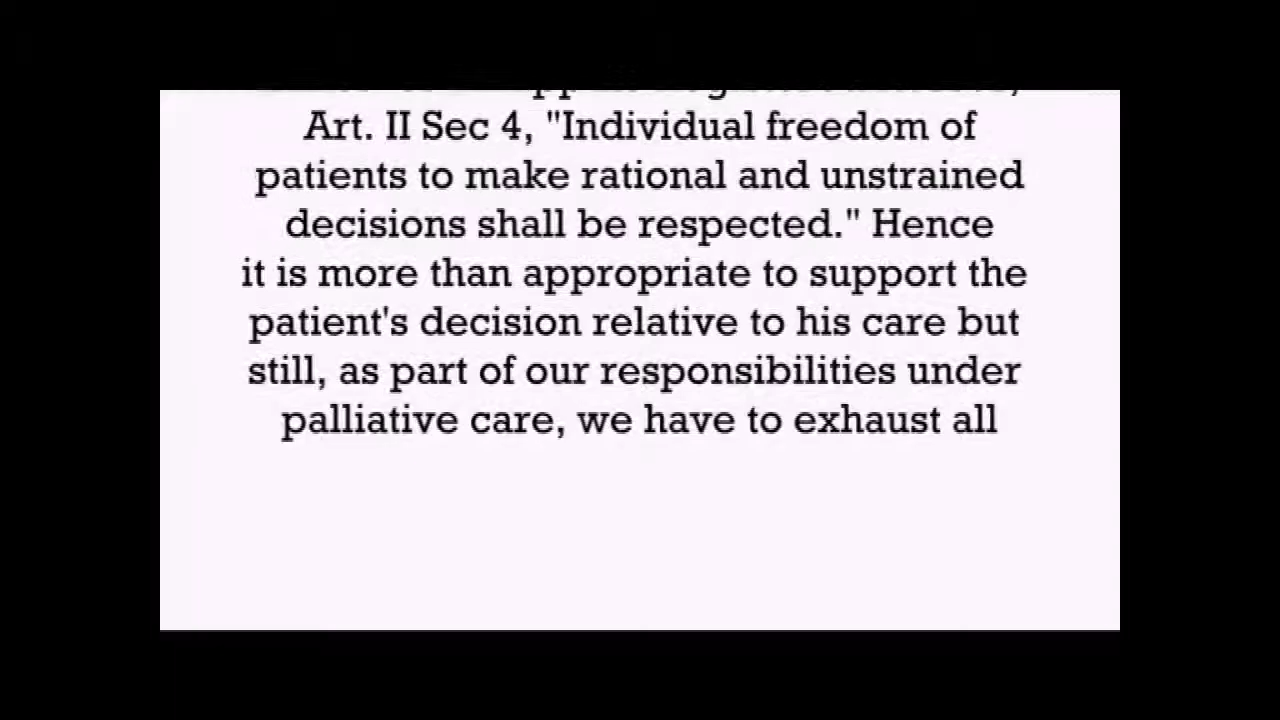 Art. II Sec 4, "Individual freedom of
patients to make rational and unstrained
decisions shall be respected." Hence
it is more than appropriate to support the
patient's decision relative to his care but
still, as part of our responsibilities under
palliative care, we have to exhaust all